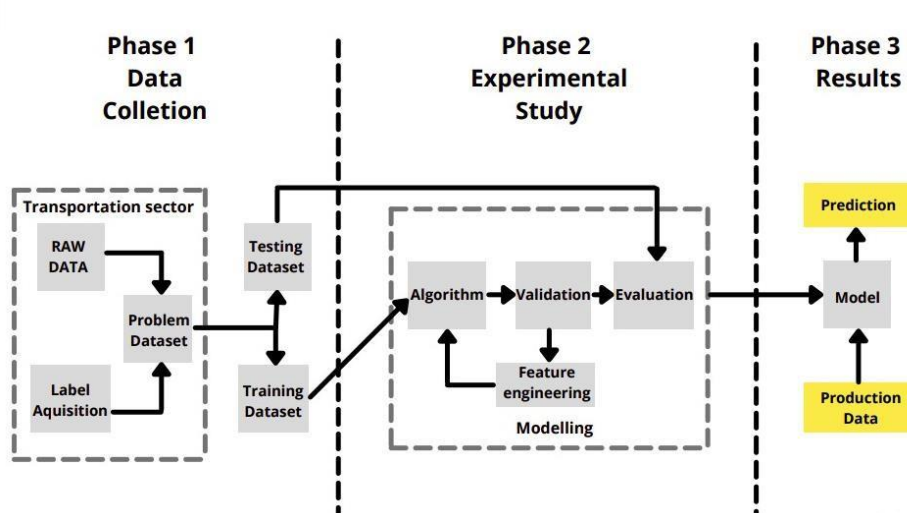 Phase 1
Data
Colletion
Phase 2
Experimental
Study
Phase 3
Results
Transportation sector
RAW
DATA
Problem
Dataset
Label
Aquisition
Testing
Dataset
Training
Dataset
Algorithm
Validation
Evaluation
Feature
engineering
Modelling
Prediction
Model
Production
Data